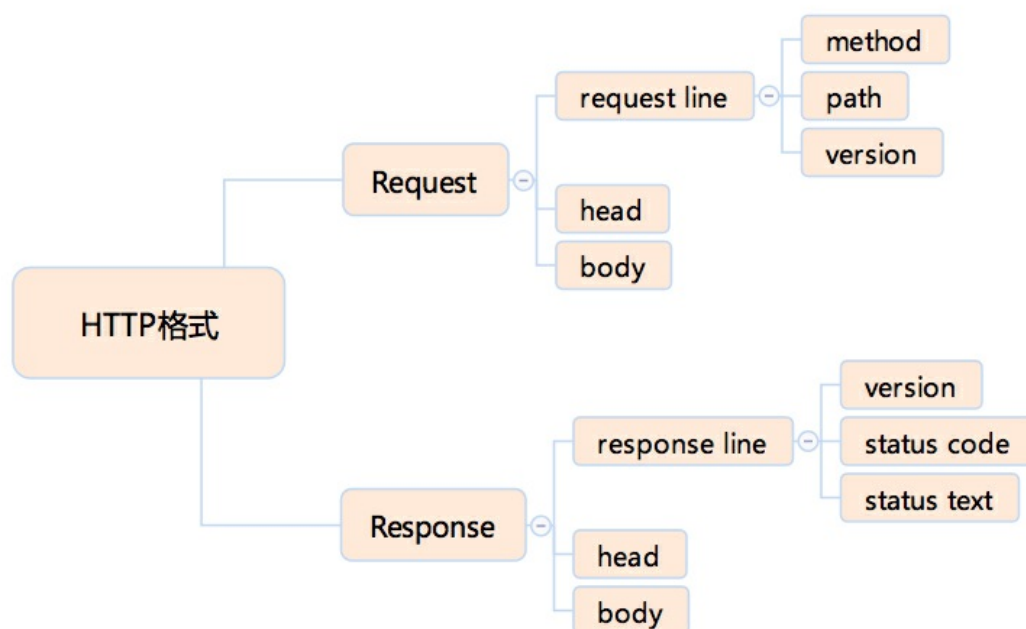 HTTP格式
Request
request line
method
path
version
head
body
Response
response line
version
status code
status text
head
body